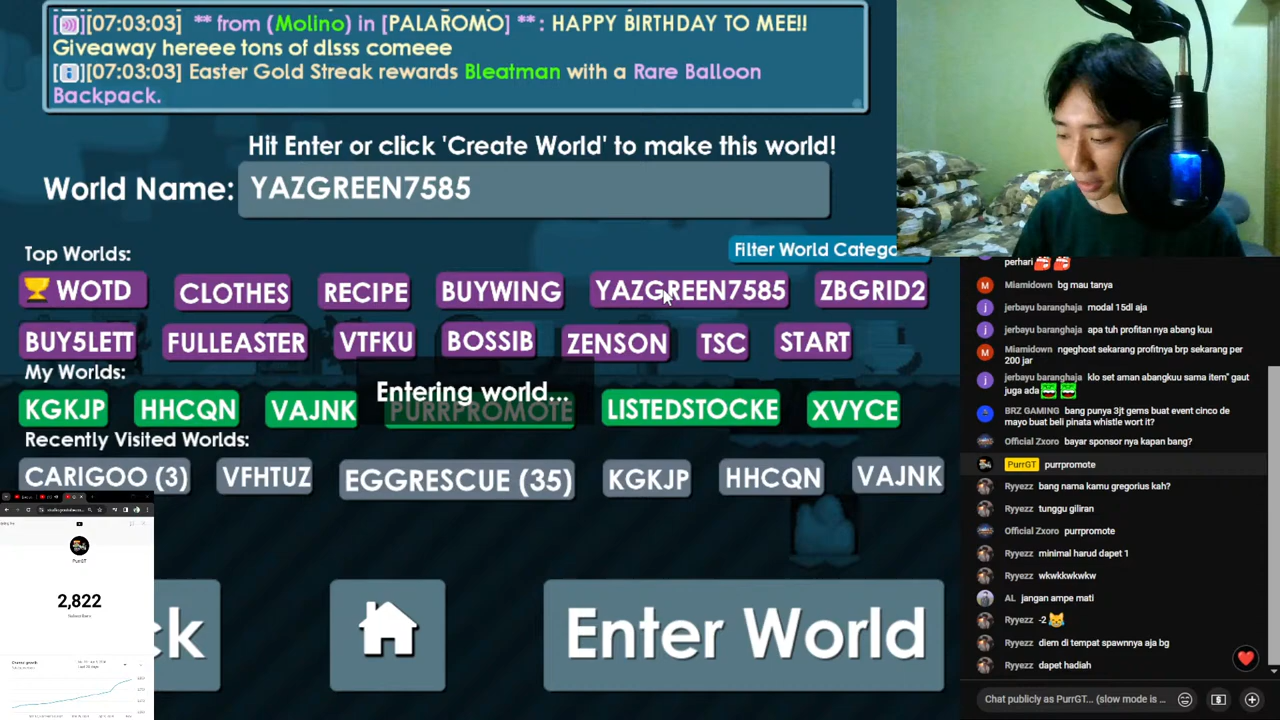 [07:03:03] ** from (Molino) in [PALAROMO] ** : HAPPY BIRTHDAY TO MEE!!
Giveaway hereee tons of dlsss comeee
[07:03:03] Easter Gold Streak rewards Bleatman with a Rare Balloon
Backpack.
Hit Enter or click 'Create World' to make this world!
World Name: YAZGREEN7585
Top Worlds:
Filter World Catego
WOTD CLOTHES RECIPE BUYWING YAZGREEN7585 ZBGRID2
BUY5LETT FULLEASTER VTFKU BOSSIB ZENSON TSC START
My Worlds:
Entering world...
KGKJP HHCQN VAJNK PURRPROMOTE LISTEDSTOCKE XVYCE
Recently Visited Worlds:
CARIGOO (3) VFHTUZ EGGRESCUE (35) KGKJP HHCQN VAJNK
ck
Enter World
PurrGT
2,822
perhari
Miamidown bg mau tanya
jerbayu baranghaja modal 15dl aja
jerbayu baranghaja apa tuh profitan nya abang kuu
Miamidown ngeghost sekarang profitnya brp sekarang per
200 jar
jerbayu baranghaja klo set aman abangkuu sama item" gaut
juga ada
BRZ GAMING bang punya 3jt gems buat event cinco de
mayo buat beli pinata whistle wort it?
Official Zxoro bayar sponsor nya kapan bang?
PurrGT purrpromote
Ryyezz bang nama kamu gregorius kah?
Ryyezz tunggu giliran
Official Zxoro purrpromote
Ryyezz minimal harud dapet 1
Ryyezz wkwkkwkwkw
AL jangan ampe mati
Ryyezz -2
Ryyezz diem di tempat spawnnya aja bg
Ryyezz dapet hadiah
Chat publicly as PurrGT... (slow mode is ...